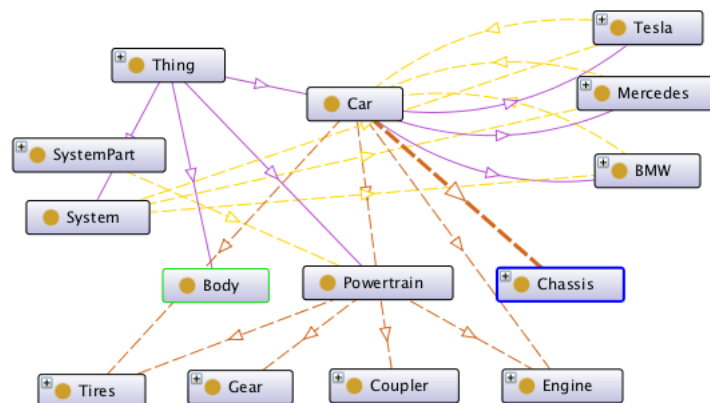 Tesla
Thing
Mercedes
Car
SystemPart
BMW
System
Body
Powertrain
Chassis
Tires
Gear
Coupler
Engine